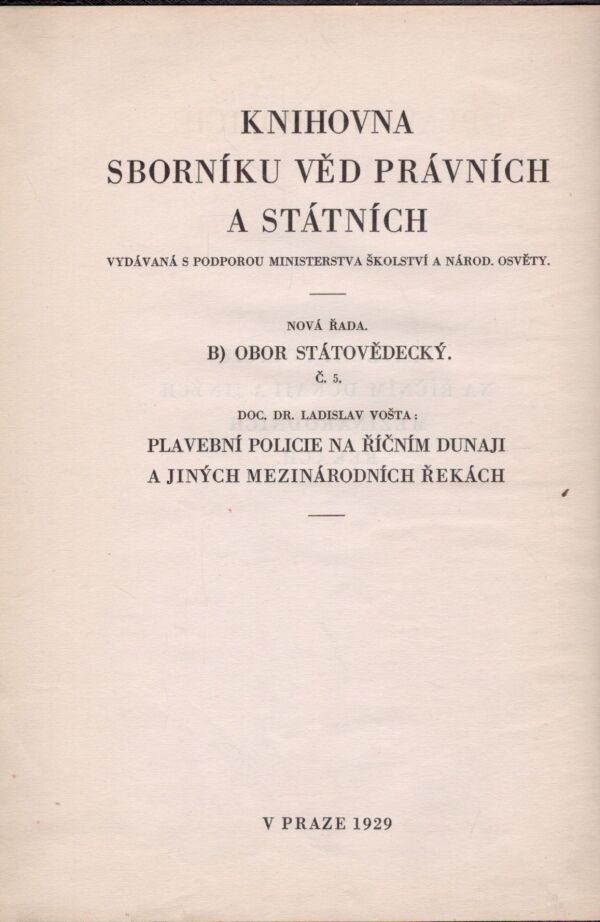 KNIHOVNA
SBORNÍKU VĚD PRÁVNÍCH
A STÁTNÍCH
VYDÁVANÁ S PODPOROU MINISTERSTVA ŠKOLSTVÍ A NÁROD. OSVĚTY.
NOVÁ ŘADA.
B) OBOR STÁTOVĚDECKÝ.
Č. 5.
DOC. DR. LADISLAV VOŠTA:
PLAVEBNÍ POLICIE NA ŘÍČNÍM DUNAJI
A JINÝCH MEZINÁRODNÍCH ŘEKÁCH
V PRAZE 1929